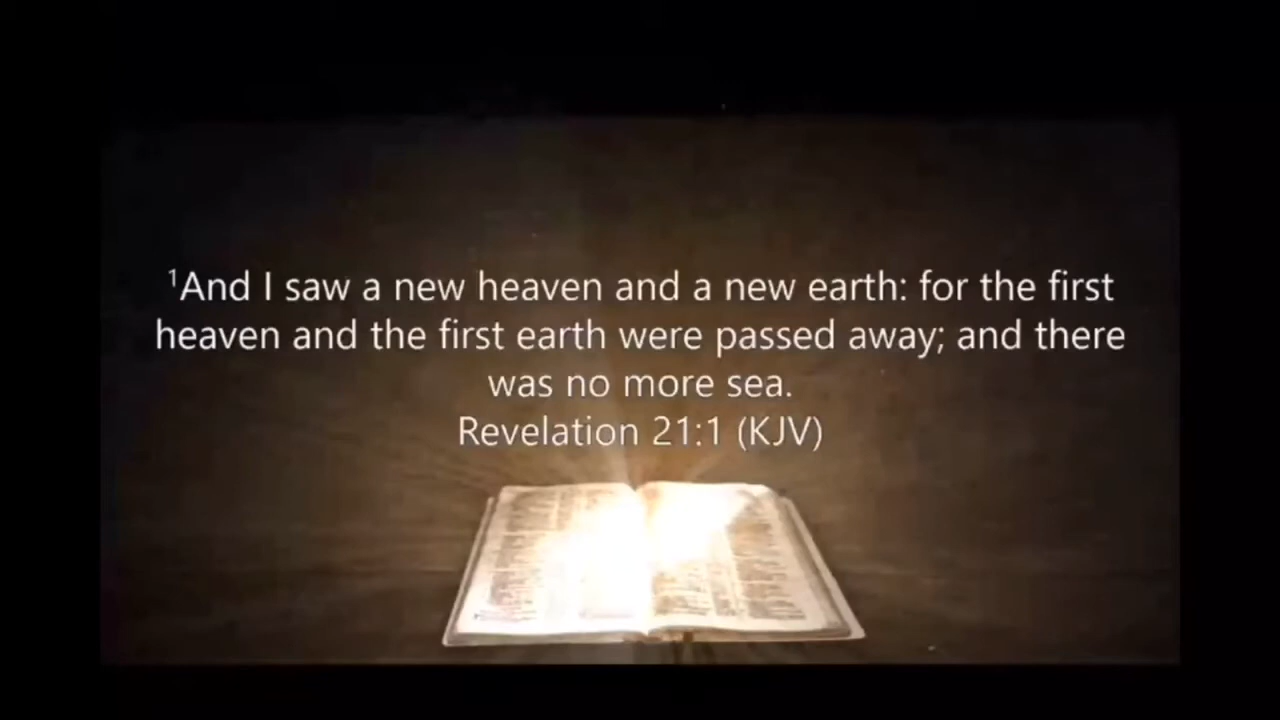 ¹And I saw a new heaven and a new earth: for the first
heaven and the first earth were passed away; and there
was no more sea.
Revelation 21:1 (KJV)